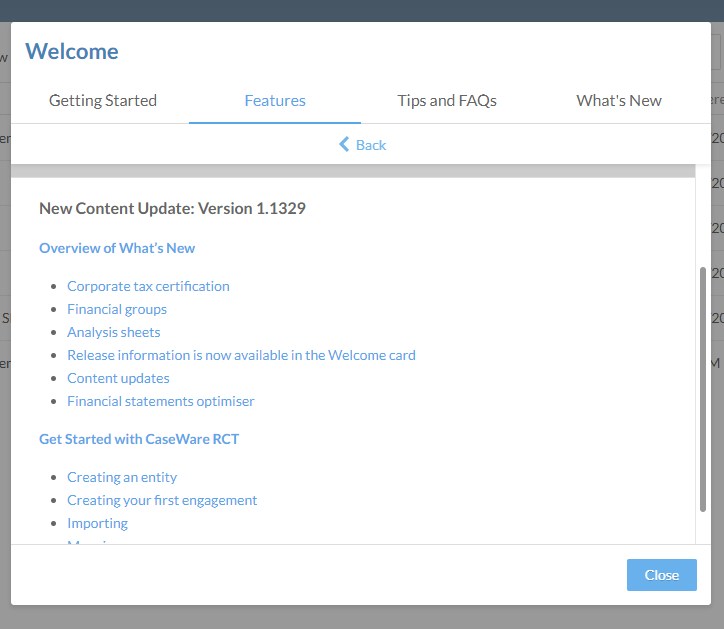 Welcome
Getting Started
Features
Tips and FAQs
What's New
Back
New Content Update: Version 1.1329
Overview of What's New
Corporate tax certification
Financial groups
Analysis sheets
Release information is now available in the Welcome card
Content updates
Financial statements optimiser
Get Started with CaseWare RCT
Creating an entity
Creating your first engagement
Importing
Close